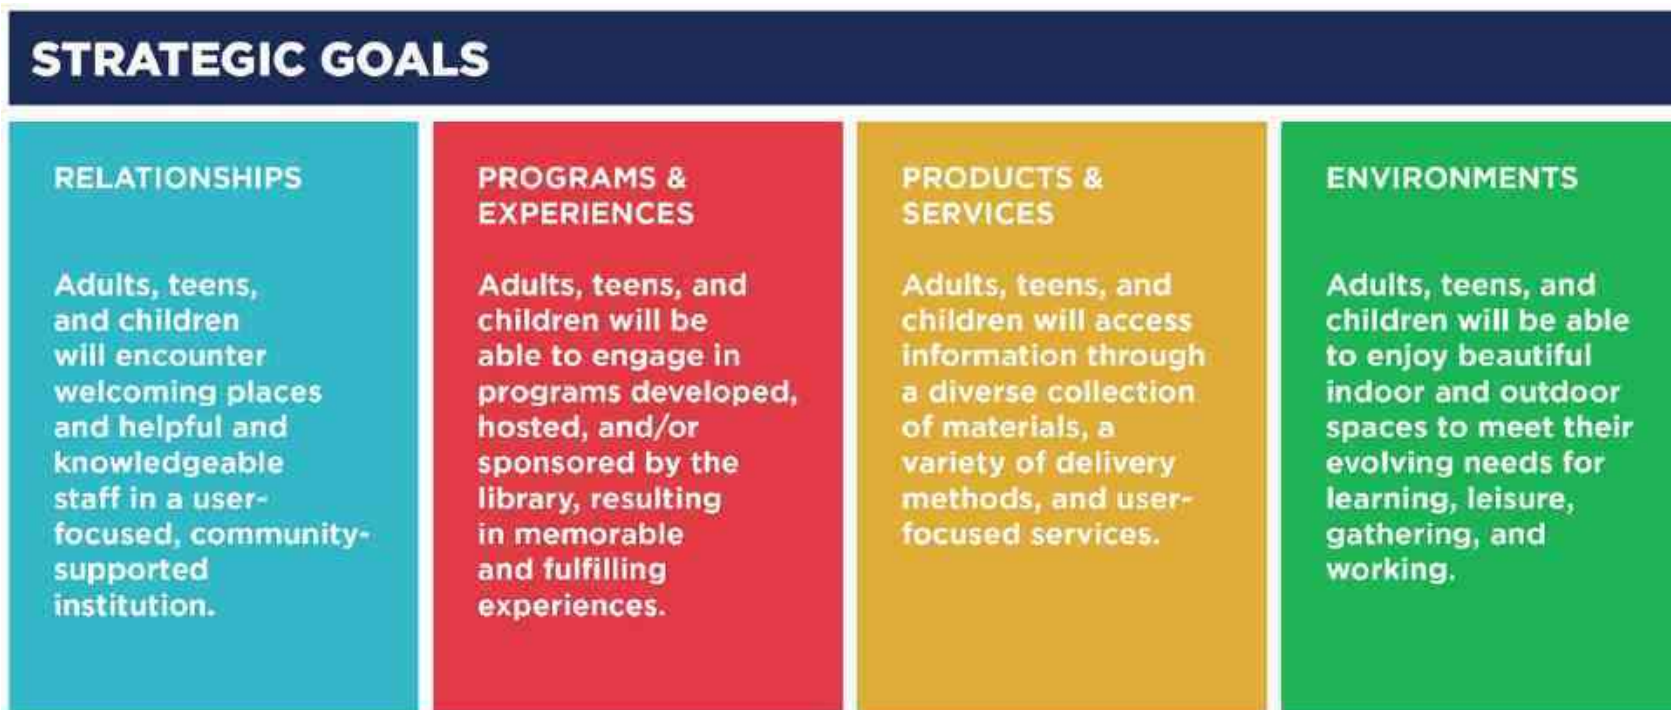 STRATEGIC GOALS
RELATIONSHIPS
Adults, teens,
and children
will encounter
welcoming places
and helpful and
knowledgeable
staff in a user-
focused, community-
supported
institution.
PROGRAMS &
EXPERIENCES
Adults, teens, and
children will be
able to engage in
programs developed,
hosted, and/or
sponsored by the
library, resulting
in memorable
and fulfilling
experiences.
PRODUCTS &
SERVICES
Adults, teens, and
children will access
information through
a diverse collection
of materials, a
variety of delivery
methods, and user-
focused services.
ENVIRONMENTS
Adults, teens, and
children will be able
to enjoy beautiful
indoor and outdoor
spaces to meet their
evolving needs for
learning, leisure,
gathering, and
working.